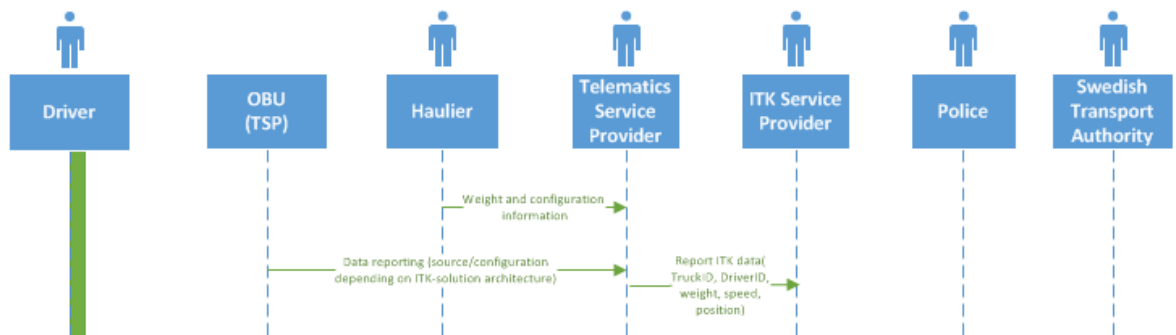 Driver
OBU
(TSP)
Haulier
Telematics
Service
Provider
ITK Service
Provider
Police
Swedish
Transport
Authority
Weight and configuration
information
Data reporting (source/configuration
depending on ITK-solution architecture)
Report ITK data(
TruckID, DriverID,
weight, speed,
position)